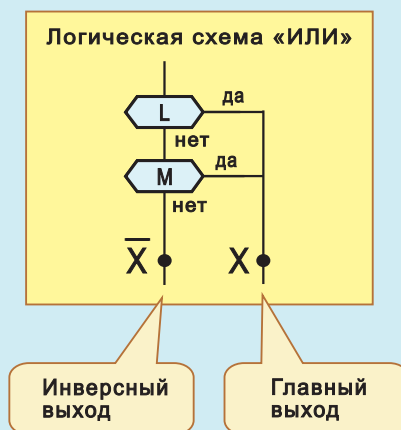 Логическая схема «ИЛИ»
L
да
нет
M
да
нет
X̅
X
Инверсный
выход
Главный
выход